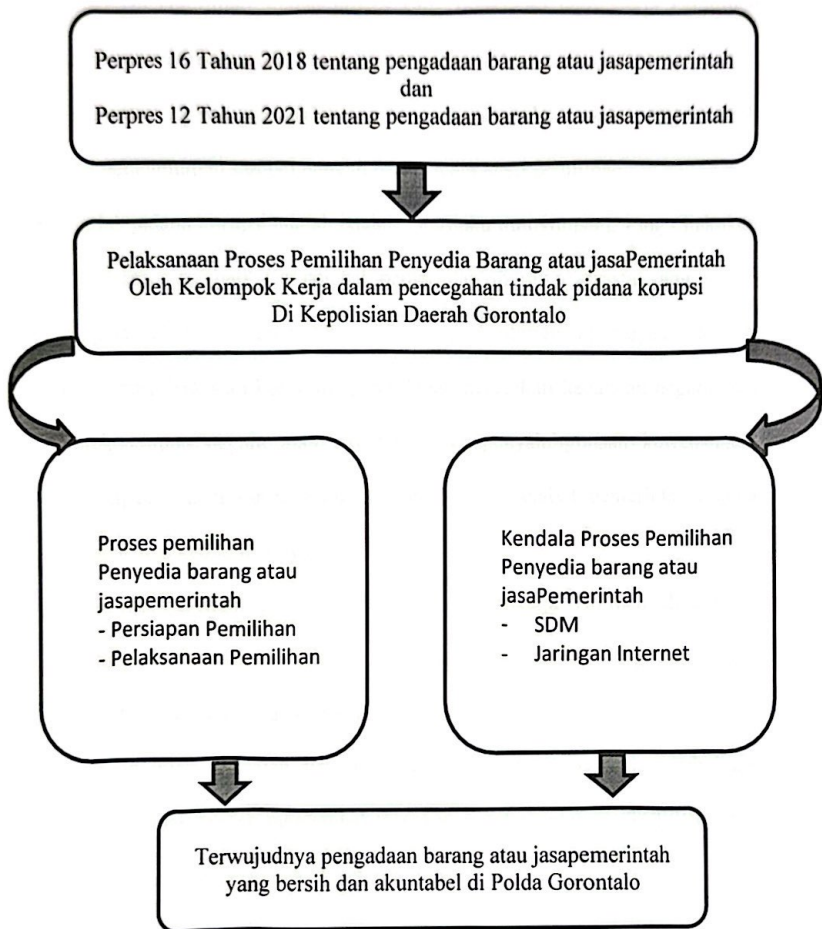 Perpres 16 Tahun 2018 tentang pengadaan barang atau jasapemerintah
dan
Perpres 12 Tahun 2021 tentang pengadaan barang atau jasapemerintah
Pelaksanaan Proses Pemilihan Penyedia Barang atau jasaPemerintah
Oleh Kelompok Kerja dalam pencegahan tindak pidana korupsi
Di Kepolisian Daerah Gorontalo
Proses pemilihan
Penyedia barang atau
jasapemerintah
- Persiapan Pemilihan
- Pelaksanaan Pemilihan
Kendala Proses Pemilihan
Penyedia barang atau
jasaPemerintah
- SDM
- Jaringan Internet
Terwujudnya pengadaan barang atau jasapemerintah
yang bersih dan akuntabel di Polda Gorontalo